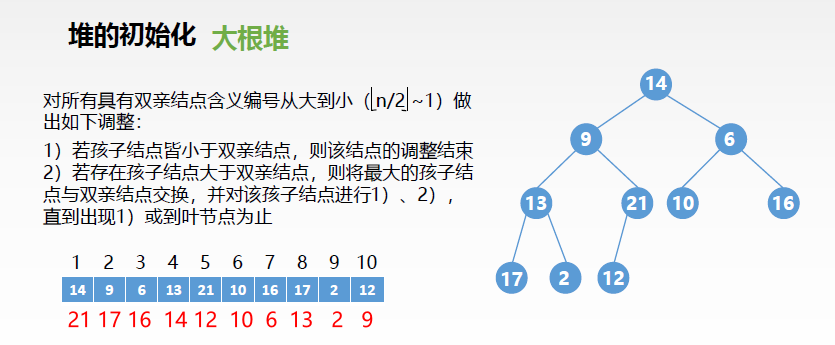 堆的初始化 大根堆
对所有具有双亲结点含义编号从大到小（⌊n/2⌋ ~1）做
出如下调整：
1）若孩子结点皆小于双亲结点，则该结点的调整结束
2）若存在孩子结点大于双亲结点，则将最大的孩子结
点与双亲结点交换，并对该孩子结点进行1）、2），
直到出现1）或到叶节点为止
1 2 3 4 5 6 7 8 9 10
14 9 6 13 21 10 16 17 2 12
21 17 16 14 12 10 6 13 2 9
14
9 6
13 21 10 16
17 2 12